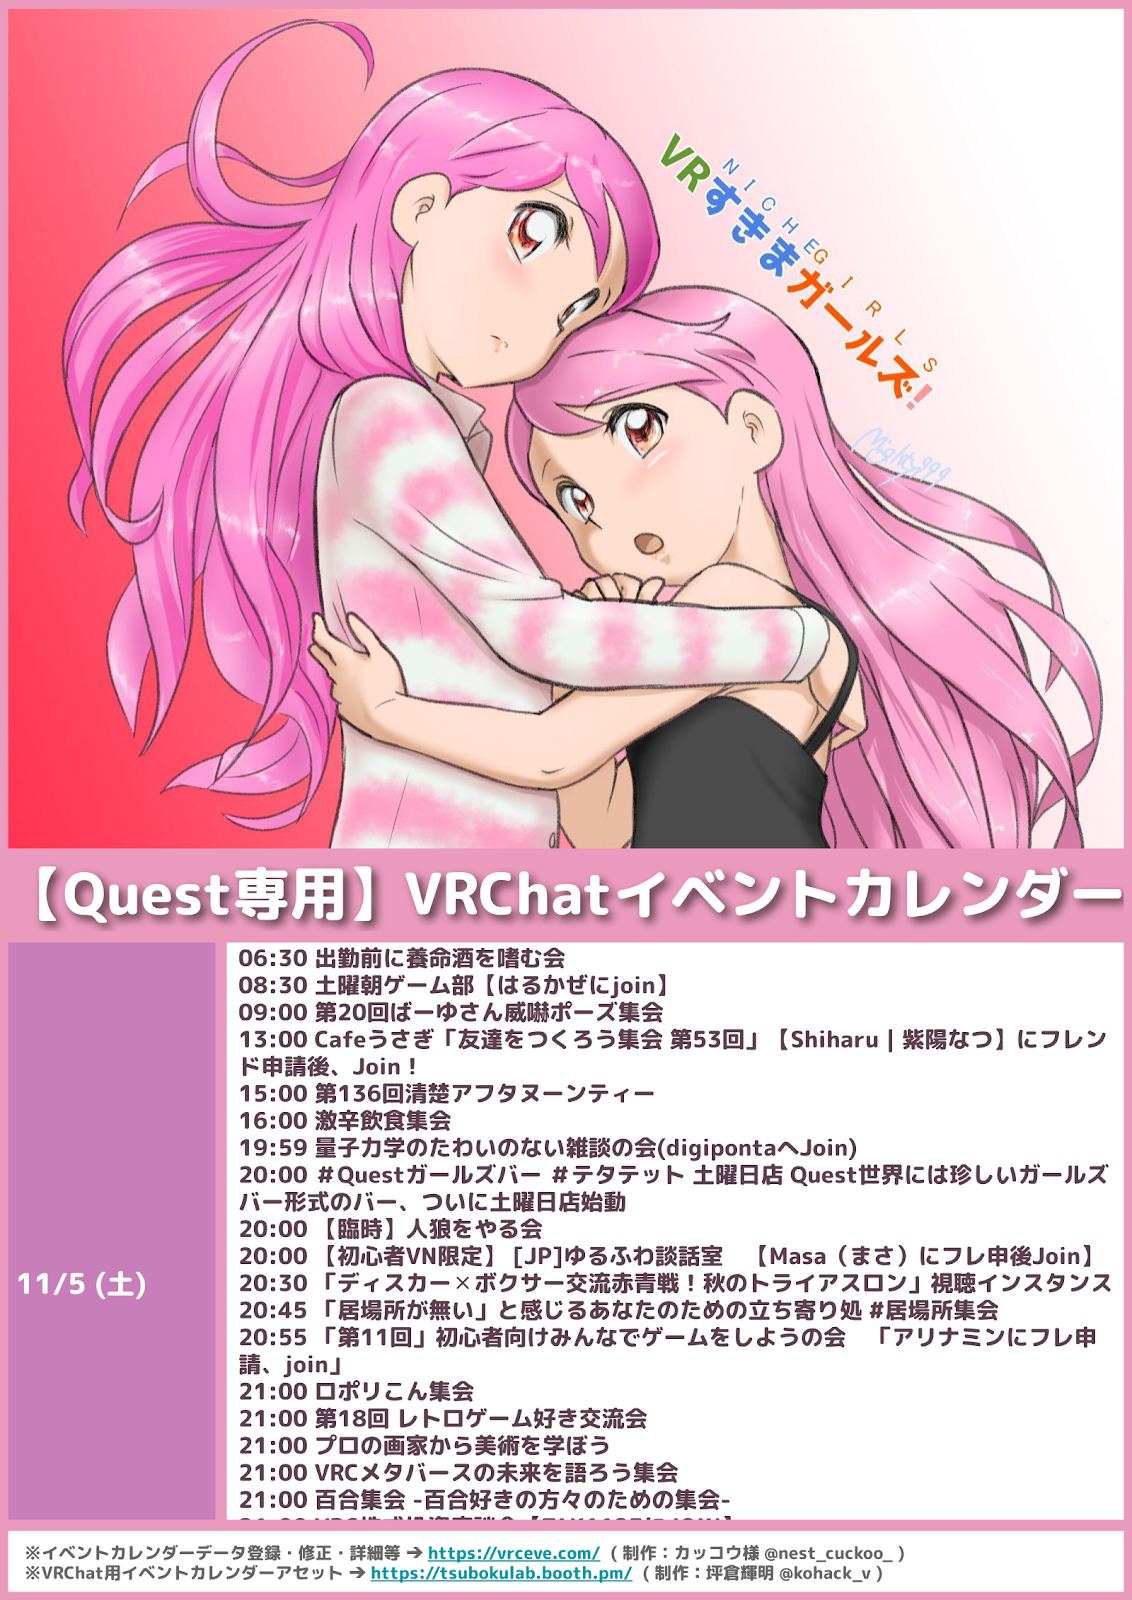 NICHE GIRLS
VRすきまガールズ!
Mighty999
【Quest専用】VRChatイベントカレンダー
11/5 (土)
06:30 出勤前に養命酒を嗜む会
08:30 土曜朝ゲーム部【はるかぜにjoin】
09:00 第20回ばーゆさん威嚇ポーズ集会
13:00 Cafeうさぎ「友達をつくろう集会 第53回」【Shiharu | 紫陽なつ】にフレン
ド申請後、Join！
15:00 第136回清楚アフタヌーンティー
16:00 激辛飲食集会
19:59 量子力学のたわいのない雑談の会(digipontaへJoin)
20:00 ＃Questガールズバー ＃テタテット 土曜日店 Quest世界には珍しいガールズ
バー形式のバー、ついに土曜日店始動
20:00 【臨時】人狼をやる会
20:00 【初心者VN限定】 [JP]ゆるふわ談話室　【Masa（まさ）にフレ申後Join】
20:30 「ディスカー×ボクサー交流赤青戦！秋のトライアスロン」視聴インスタンス
20:45 「居場所が無い」と感じるあなたのための立ち寄り処 #居場所集会
20:55 「第11回」初心者向けみんなでゲームをしようの会　「アリナミンにフレ申
請、join」
21:00 ロポリこん集会
21:00 第18回 レトロゲーム好き交流会
21:00 プロの画家から美術を学ぼう
21:00 VRCメタバースの未来を語ろう集会
21:00 百合集会 -百合好きの方々のための集会-
※イベントカレンダーデータ登録・修正・詳細等 ➔ https://vrceve.com/ （制作：カッコウ様 @nest_cuckoo_ ）
※VRChat用イベントカレンダーアセット ➔ https://tsubokulab.booth.pm/ （制作：坪倉輝明 @kohack_v ）